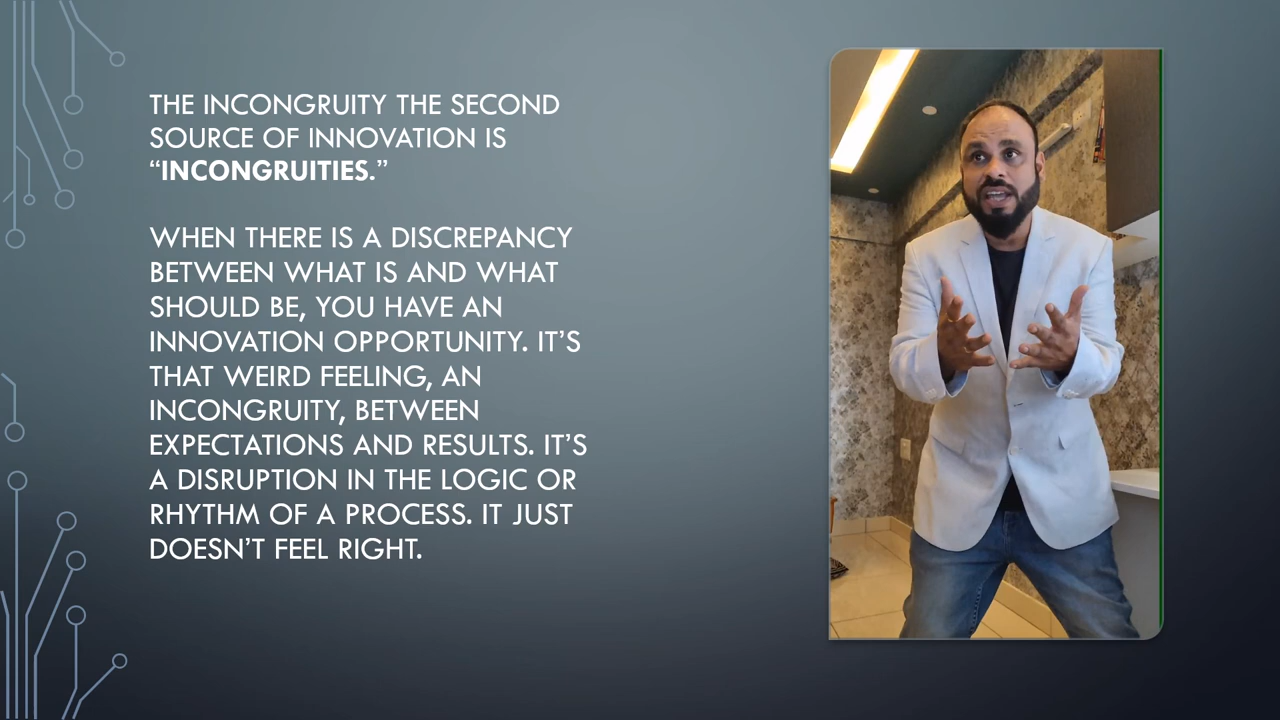 THE INCONGRUITY THE SECOND
SOURCE OF INNOVATION IS
“INCONGRUITIES.”
WHEN THERE IS A DISCREPANCY
BETWEEN WHAT IS AND WHAT
SHOULD BE, YOU HAVE AN
INNOVATION OPPORTUNITY. IT’S
THAT WEIRD FEELING, AN
INCONGRUITY, BETWEEN
EXPECTATIONS AND RESULTS. IT’S
A DISRUPTION IN THE LOGIC OR
RHYTHM OF A PROCESS. IT JUST
DOESN’T FEEL RIGHT.